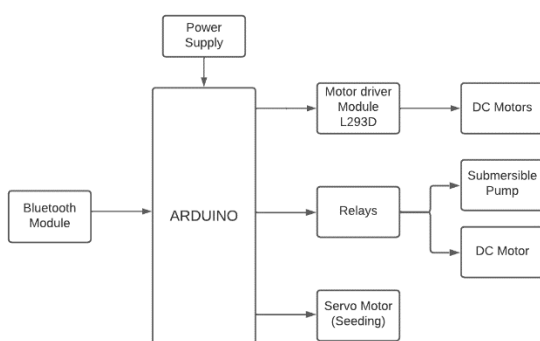 Power
Supply
Motor driver
Module
L293D
DC Motors
Submersible
Pump
Bluetooth
Module
ARDUINO
Relays
DC Motor
Servo Motor
(Seeding)